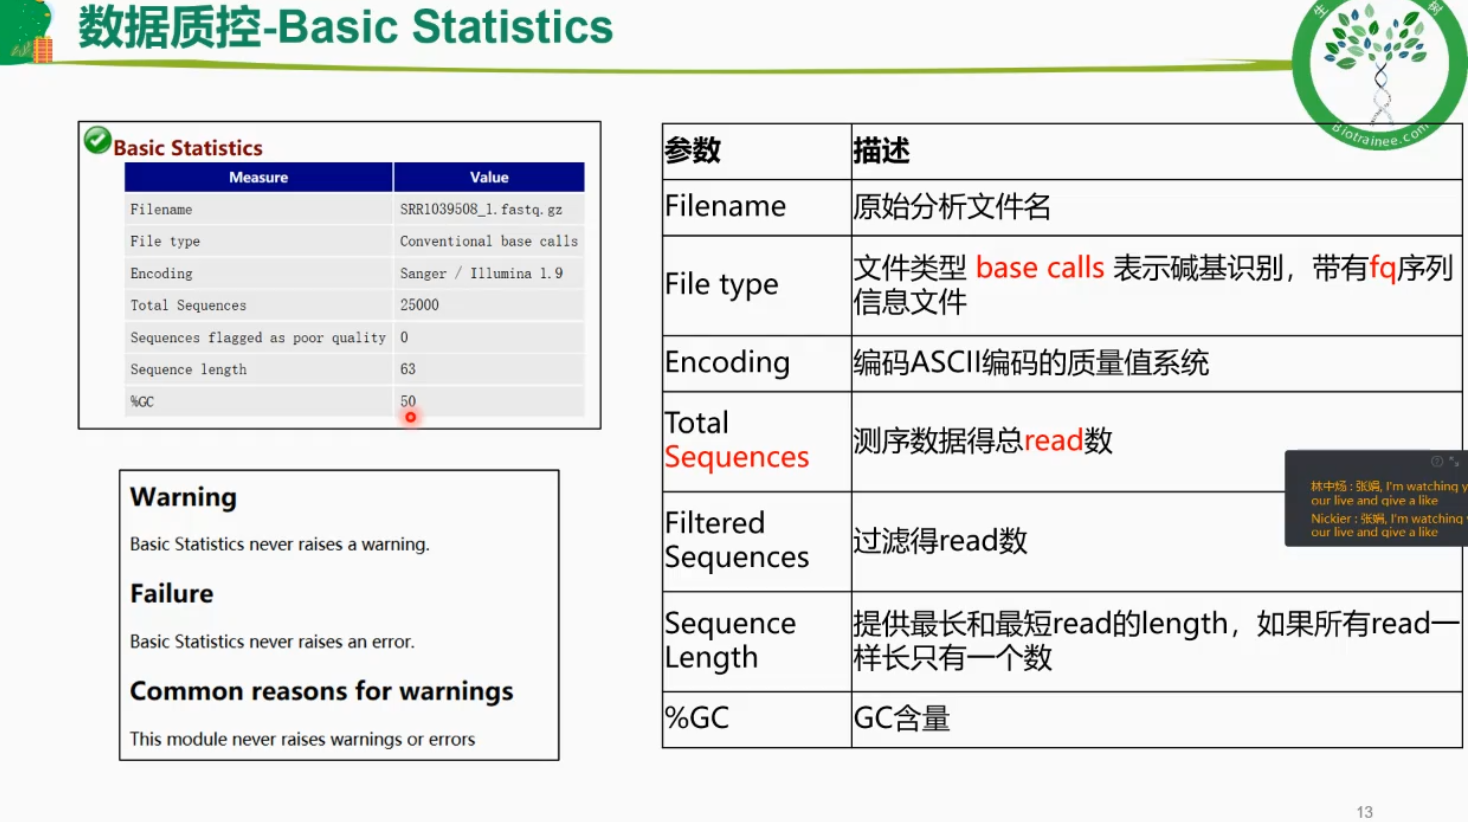 数据质控-Basic Statistics
生
树
Biotrainee.com
Basic Statistics
Measure Value
Filename SRR1039508_1.fastq.gz
File type Conventional base calls
Encoding Sanger / Illumina 1.9
Total Sequences 25000
Sequences flagged as poor quality 0
Sequence length 63
%GC 50
Warning
Basic Statistics never raises a warning.
Failure
Basic Statistics never raises an error.
Common reasons for warnings
This module never raises warnings or errors
参数 描述
Filename 原始分析文件名
File type 文件类型 base calls 表示碱基识别，带有fq序列
信息文件
Encoding 编码ASCII编码的质量值系统
Total
Sequences
测序数据得总read数
Filtered
Sequences
过滤得read数
Sequence
Length
提供最长和最短read的length，如果所有read一
样长只有一个数
%GC GC含量
林中炀 : 张娟, I'm watching y
our live and give a like
Nickier : 张娟, I'm watching y
our live and give a like
13